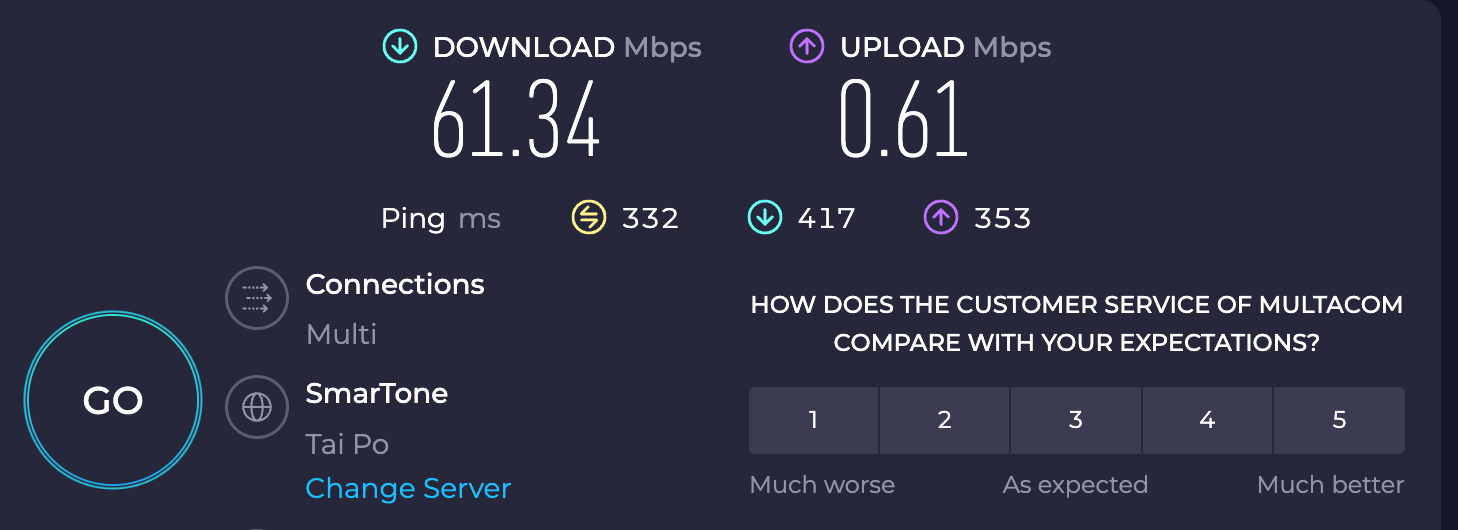 DOWNLOAD Mbps
61.34
UPLOAD Mbps
0.61
Ping ms 332 417 353
Connections
Multi
SmarTone
Tai Po
Change Server
GO
HOW DOES THE CUSTOMER SERVICE OF MULTACOM
COMPARE WITH YOUR EXPECTATIONS?
1 2 3 4 5
Much worse As expected Much better